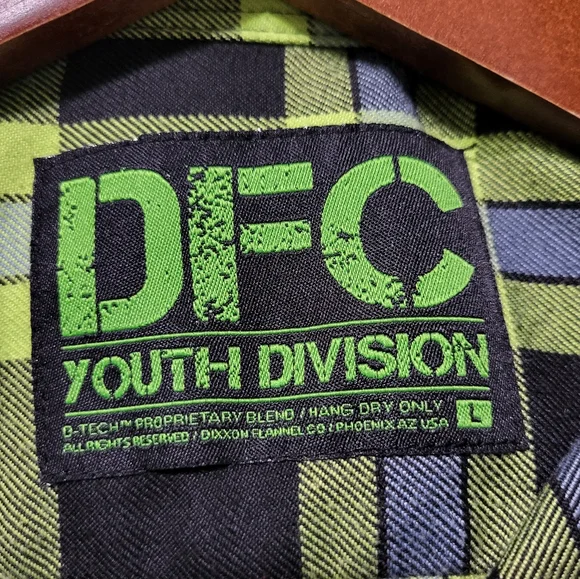 DFC
YOUTH DIVISION
D-TECH™ PROPRIETARY BLEND / HANG DRY ONLY L
ALL RIGHTS RESERVED / DIXXON FLANNEL CO / PHOENIX AZ USA